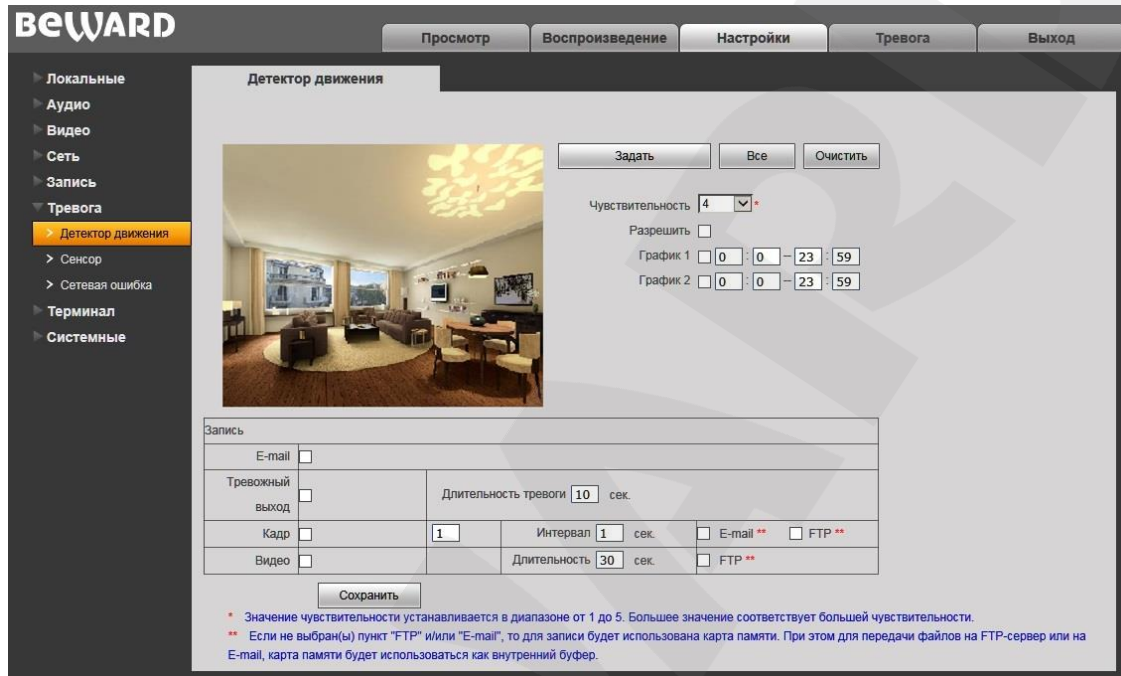 BEWARD
Просмотр Воспроизведение Настройки Тревога Выход
Локальные
Аудио
Видео
Сеть
Запись
Тревога
> Детектор движения
> Сенсор
> Сетевая ошибка
Терминал
Системные
Детектор движения
Задать Все Очистить
Чувствительность 4 *
Разрешить
График 1 0 : 0 – 23 : 59
График 2 0 : 0 – 23 : 59
Запись
E-mail
Тревожный
выход
Длительность тревоги 10 сек.
Кадр 1 Интервал 1 сек. E-mail ** FTP **
Видео Длительность 30 сек. FTP **
Сохранить
* Значение чувствительности устанавливается в диапазоне от 1 до 5. Большее значение соответствует большей чувствительности.
** Если не выбран(ы) пункт "FTP" и/или "E-mail", то для записи будет использована карта памяти. При этом для передачи файлов на FTP-сервер или на
E-mail, карта памяти будет использоваться как внутренний буфер.